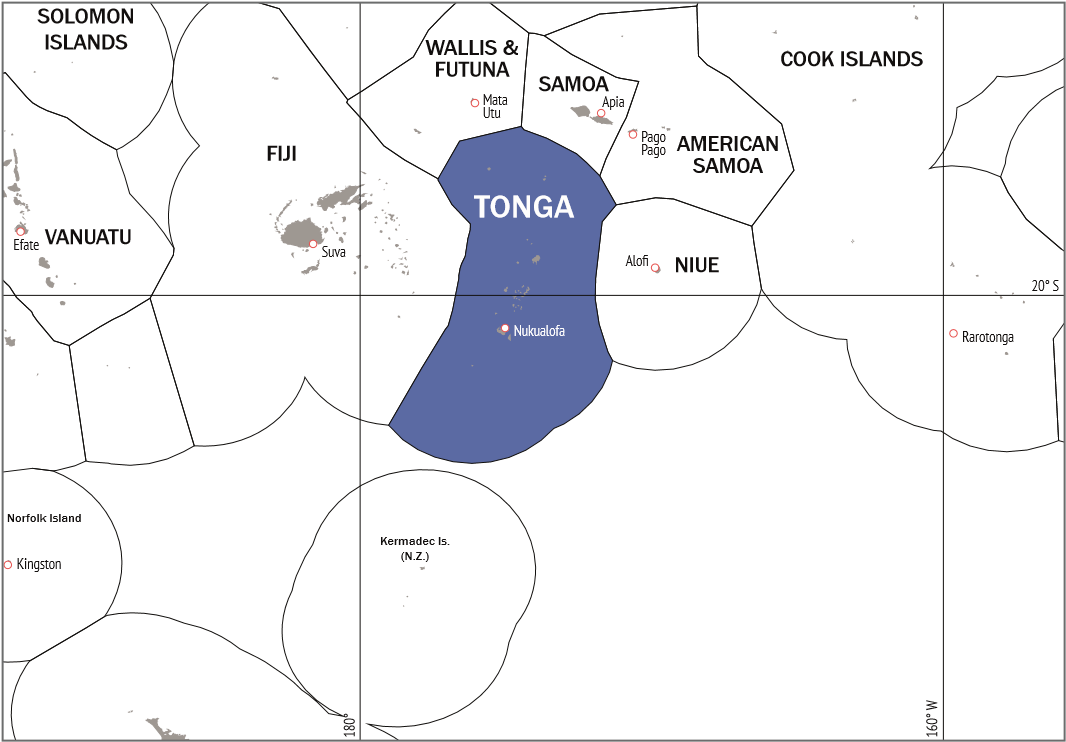 SOLOMON
ISLANDS
WALLIS &
FUTUNA
Mata
Utu
SAMOA
Apia
COOK ISLANDS
Pago
Pago
AMERICAN
SAMOA
FIJI
TONGA
VANUATU
Efate
Suva
Alofi
NIUE
20° S
Nukualofa
Rarotonga
Norfolk Island
Kingston
Kermadec Is.
(N.Z.)
180°
160° W